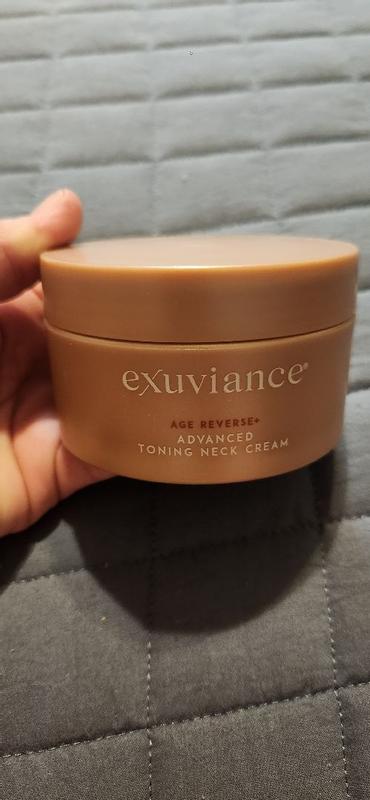 exuviance®
AGE REVERSE+
ADVANCED
TONING NECK CREAM